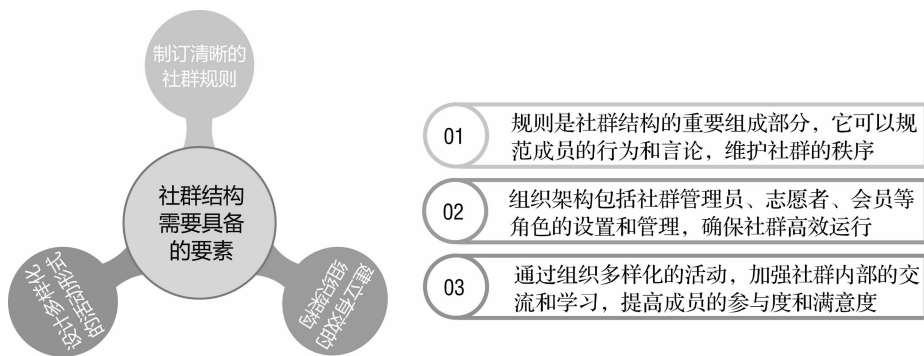 制订清晰的
社群规则
社群结构
需要具备
的要素
设计多样化
的活动形式
建立有效的
组织架构
01
规则是社群结构的重要组成部分，它可以规
范成员的行为和言论，维护社群的秩序
02
组织架构包括社群管理员、志愿者、会员等
角色的设置和管理，确保社群高效运行
03
通过组织多样化的活动，加强社群内部的交
流和学习，提高成员的参与度和满意度